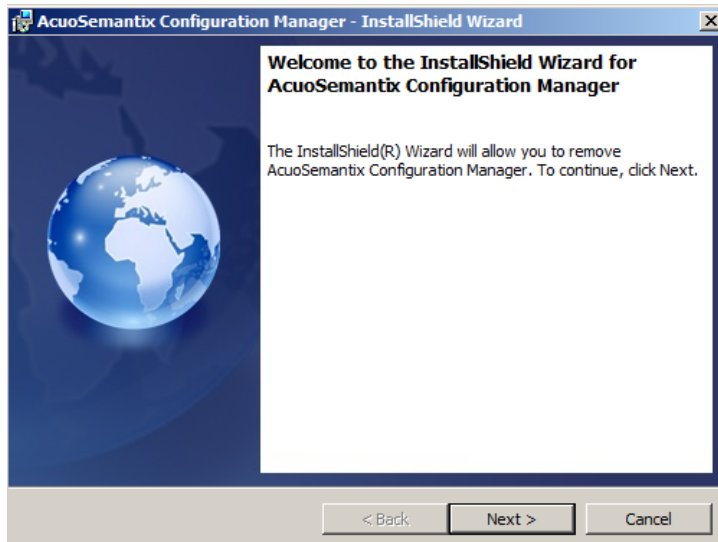 AcuoSemantix Configuration Manager - InstallShield Wizard
Welcome to the InstallShield Wizard for
AcuoSemantix Configuration Manager
The InstallShield(R) Wizard will allow you to remove
AcuoSemantix Configuration Manager. To continue, click Next.
< Back
Next >
Cancel